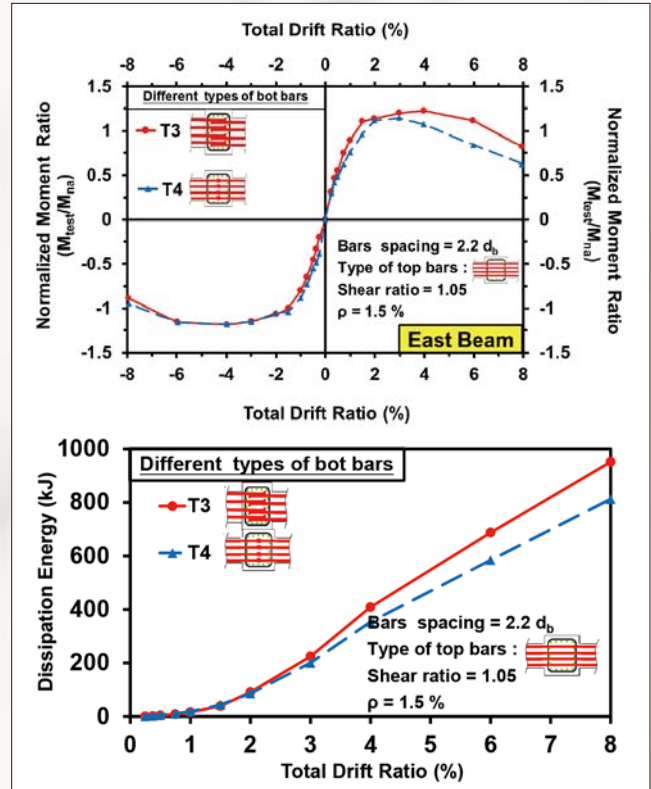 Total Drift Ratio (%)
-8 -6 -4 -2 0 2 4 6 8
1.5 1.5
Different types of bot bars
T3
1 1
0.5 0.5
T4
0 0
Normalized Moment Ratio
(Mtest/Mna)
Normalized Moment Ratio
(Mtest/Mna)
Bars spacing = 2.2 db
-0.5 -0.5
Type of top bars :
Shear ratio = 1.05
-1 -1
ρ = 1.5 %
East Beam
-1.5 -1.5
-8 -6 -4 -2 0 2 4 6 8
Total Drift Ratio (%)
1000
Different types of bot bars
T3
800
T4
600
Dissipation Energy (kJ)
400
Bars spacing = 2.2 db
Type of top bars :
200
Shear ratio = 1.05
ρ = 1.5 %
0
0 1 2 3 4 5 6 7 8
Total Drift Ratio (%)